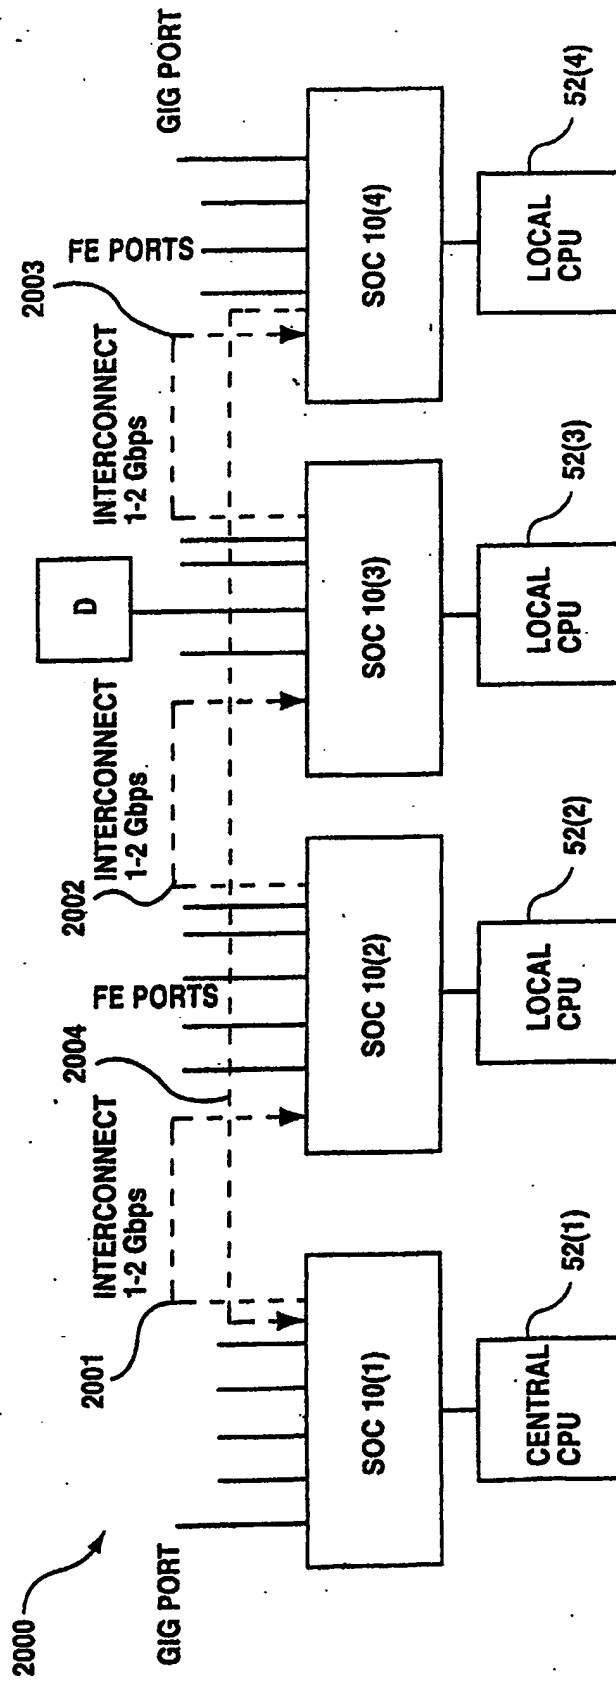 2000
GIG PORT
2001
INTERCONNECT
1-2 Gbps
2004
FE PORTS
2002
INTERCONNECT
1-2 Gbps
D
INTERCONNECT
1-2 Gbps
2003
FE PORTS
GIG PORT
SOC 10(1)
SOC 10(2)
SOC 10(3)
SOC 10(4)
CENTRAL
CPU
52(1)
LOCAL
CPU
52(2)
LOCAL
CPU
52(3)
LOCAL
CPU
52(4)